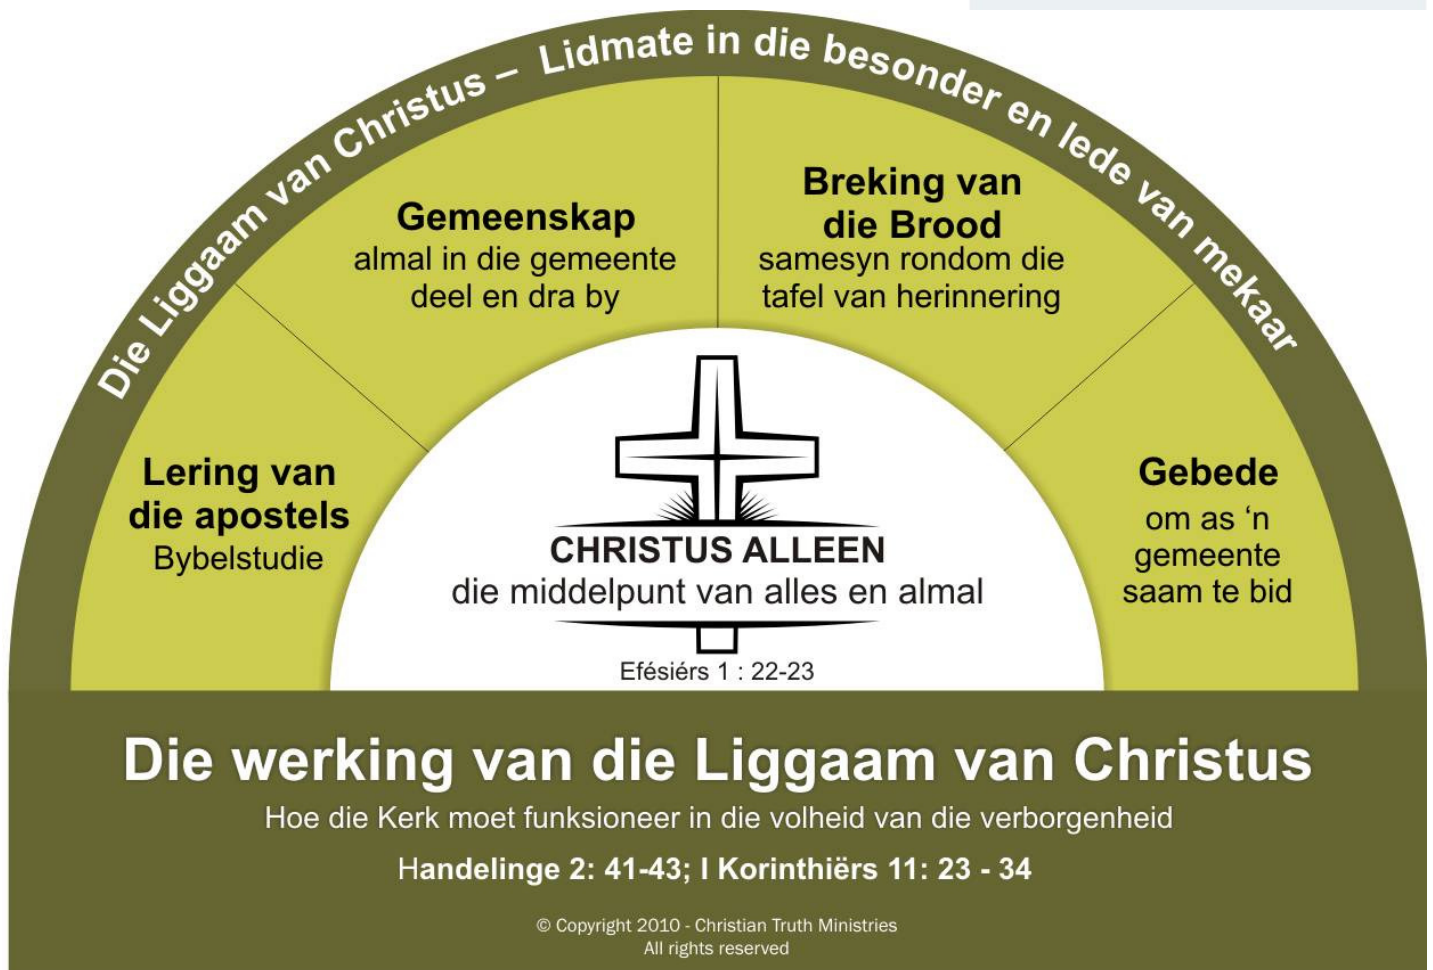 Die Liggaam van Christus – Lidmate in die besonder en lede van mekaar
Lering van
die apostels
Bybelstudie
Gemeenskap
almal in die gemeente
deel en dra by
Breking van
die Brood
samesyn rondom die
tafel van herinnering
Gebede
om as ‘n
gemeente
saam te bid
CHRISTUS ALLEEN
die middelpunt van alles en almal
Efésiérs 1 : 22-23
Die werking van die Liggaam van Christus
Hoe die Kerk moet funksioneer in die volheid van die verborgenheid
Handelinge 2: 41-43; I Korinthiërs 11: 23 - 34
© Copyright 2010 - Christian Truth Ministries
All rights reserved